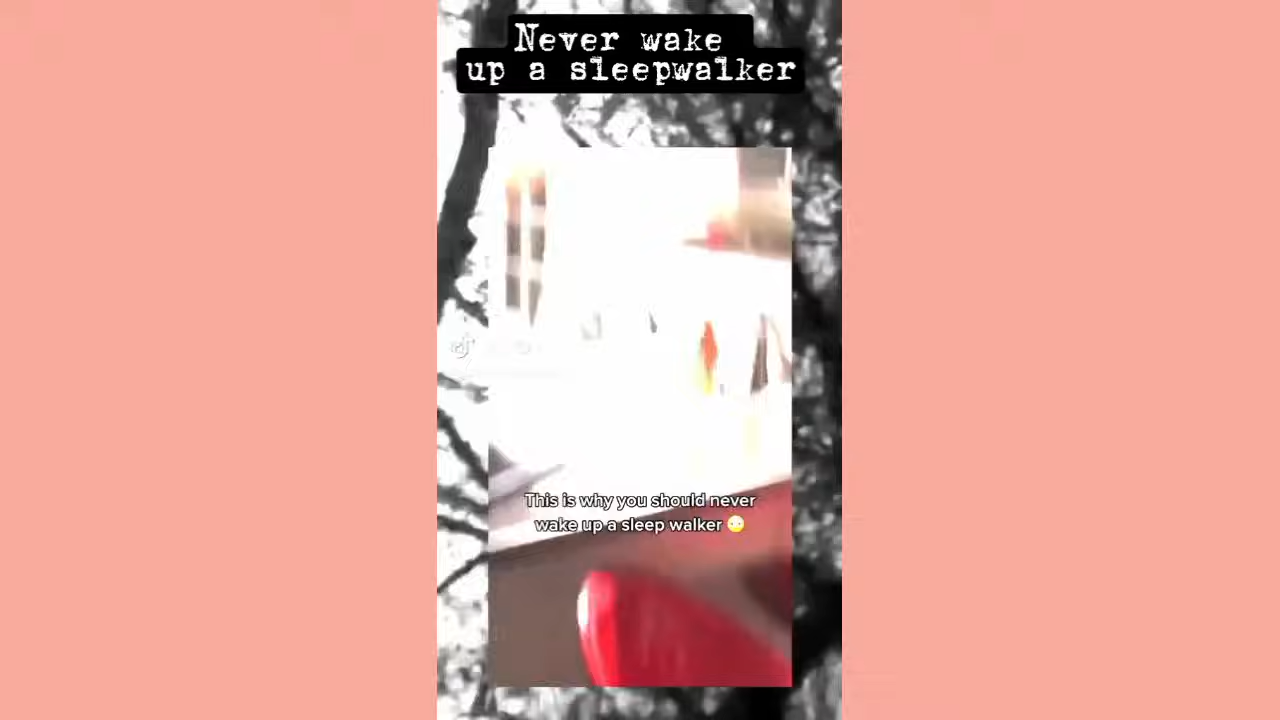 Never wake
up a sleepwalker
This is why you should never
wake up a sleep walker 😳